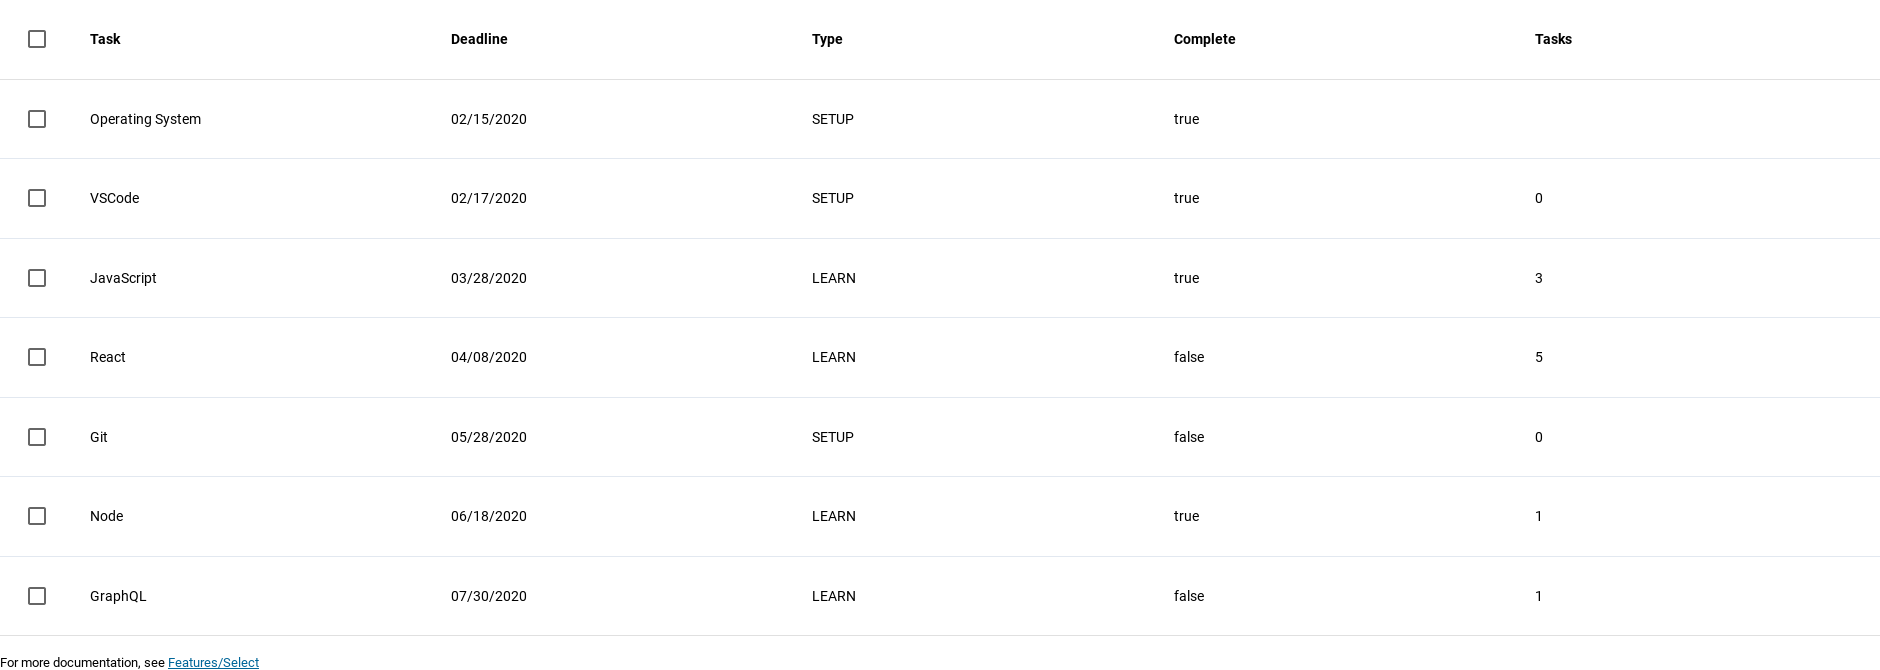 Task Deadline Type Complete Tasks
Operating System 02/15/2020 SETUP true
VSCode 02/17/2020 SETUP true 0
JavaScript 03/28/2020 LEARN true 3
React 04/08/2020 LEARN false 5
Git 05/28/2020 SETUP false 0
Node 06/18/2020 LEARN true 1
GraphQL 07/30/2020 LEARN false 1
For more documentation, see Features/Select